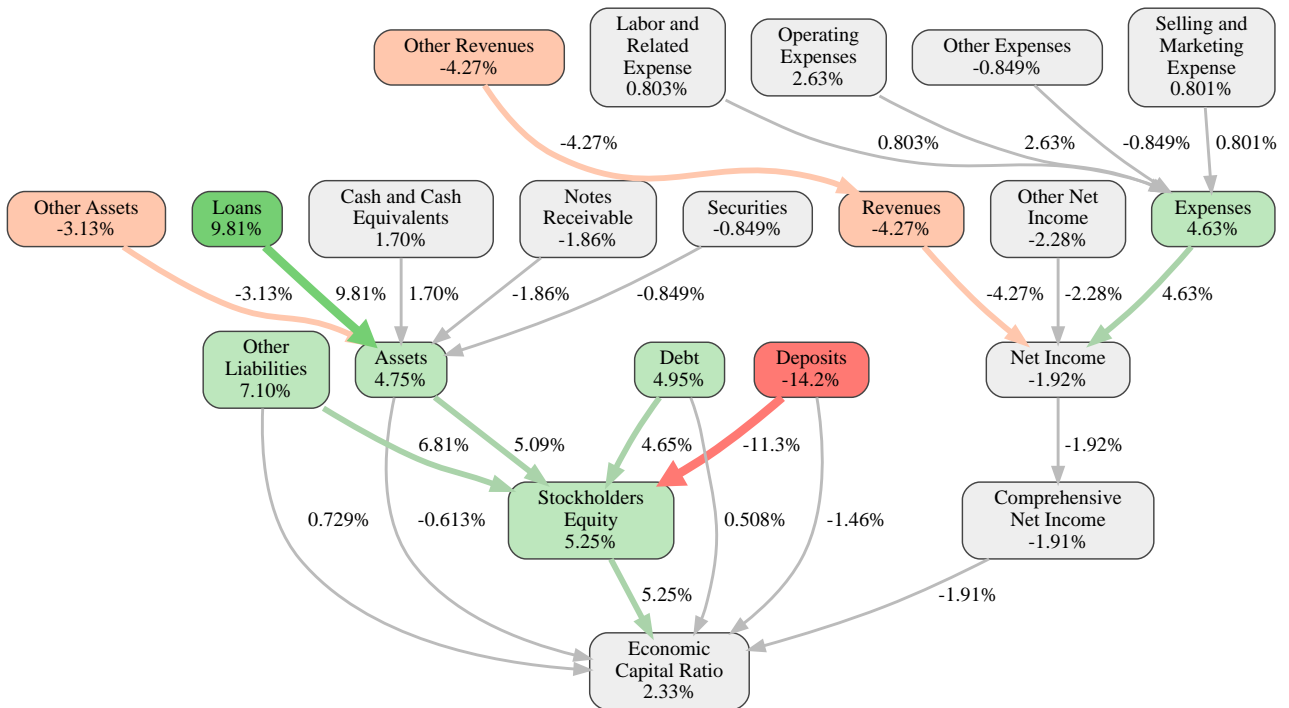 Other Revenues
-4.27%
Labor and
Related
Expense
0.803%
Operating
Expenses
2.63%
Other Expenses
-0.849%
Selling and
Marketing
Expense
0.801%
-4.27%
0.803%
2.63%
-0.849%
0.801%
Other Assets
-3.13%
Loans
9.81%
Cash and Cash
Equivalents
1.70%
Notes
Receivable
-1.86%
Securities
-0.849%
Revenues
-4.27%
Other Net
Income
-2.28%
Expenses
4.63%
-3.13%
9.81%
1.70%
-1.86%
-0.849%
-4.27%
-2.28%
4.63%
Other
Liabilities
7.10%
Assets
4.75%
Debt
4.95%
Deposits
-14.2%
Net Income
-1.92%
6.81%
5.09%
4.65%
-11.3%
-1.92%
Stockholders
Equity
5.25%
Comprehensive
Net Income
-1.91%
0.729%
-0.613%
0.508%
-1.46%
5.25%
-1.91%
Economic
Capital Ratio
2.33%